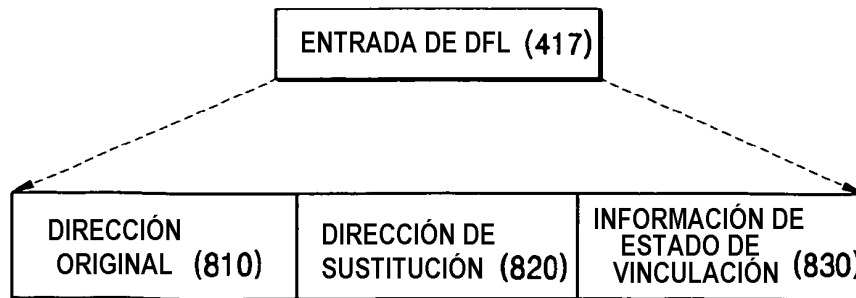 ENTRADA DE DFL (417)
DIRECCIÓN
ORIGINAL (810)
DIRECCIÓN DE
SUSTITUCIÓN (820)
INFORMACIÓN DE
ESTADO DE
VINCULACIÓN (830)